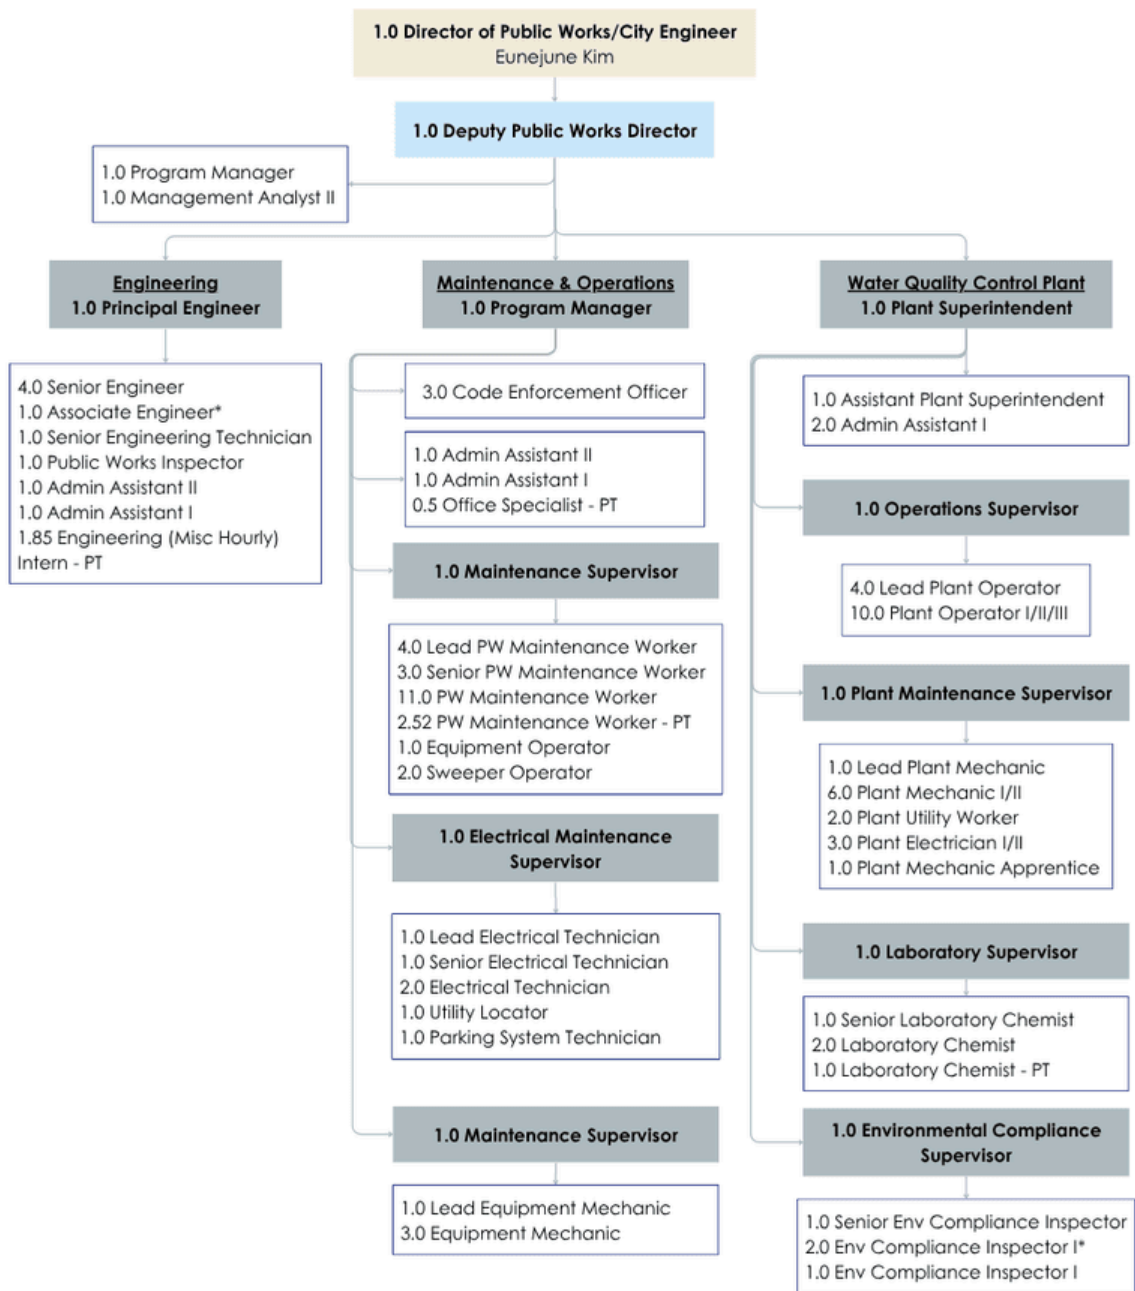 1.0 Director of Public Works/City Engineer
Eunejune Kim
1.0 Deputy Public Works Director
1.0 Program Manager
1.0 Management Analyst II
Engineering
1.0 Principal Engineer
4.0 Senior Engineer
1.0 Associate Engineer*
1.0 Senior Engineering Technician
1.0 Public Works Inspector
1.0 Admin Assistant II
1.0 Admin Assistant I
1.85 Engineering (Misc Hourly)
Intern - PT
Maintenance & Operations
1.0 Program Manager
3.0 Code Enforcement Officer
1.0 Admin Assistant II
1.0 Admin Assistant I
0.5 Office Specialist - PT
1.0 Maintenance Supervisor
4.0 Lead PW Maintenance Worker
3.0 Senior PW Maintenance Worker
11.0 PW Maintenance Worker
2.52 PW Maintenance Worker - PT
1.0 Equipment Operator
2.0 Sweeper Operator
1.0 Electrical Maintenance
Supervisor
1.0 Lead Electrical Technician
1.0 Senior Electrical Technician
2.0 Electrical Technician
1.0 Utility Locator
1.0 Parking System Technician
1.0 Maintenance Supervisor
1.0 Lead Equipment Mechanic
3.0 Equipment Mechanic
Water Quality Control Plant
1.0 Plant Superintendent
1.0 Assistant Plant Superintendent
2.0 Admin Assistant I
1.0 Operations Supervisor
4.0 Lead Plant Operator
10.0 Plant Operator I/II/III
1.0 Plant Maintenance Supervisor
1.0 Lead Plant Mechanic
6.0 Plant Mechanic I/II
2.0 Plant Utility Worker
3.0 Plant Electrician I/II
1.0 Plant Mechanic Apprentice
1.0 Laboratory Supervisor
1.0 Senior Laboratory Chemist
2.0 Laboratory Chemist
1.0 Laboratory Chemist - PT
1.0 Environmental Compliance
Supervisor
1.0 Senior Env Compliance Inspector
2.0 Env Compliance Inspector I*
1.0 Env Compliance Inspector I